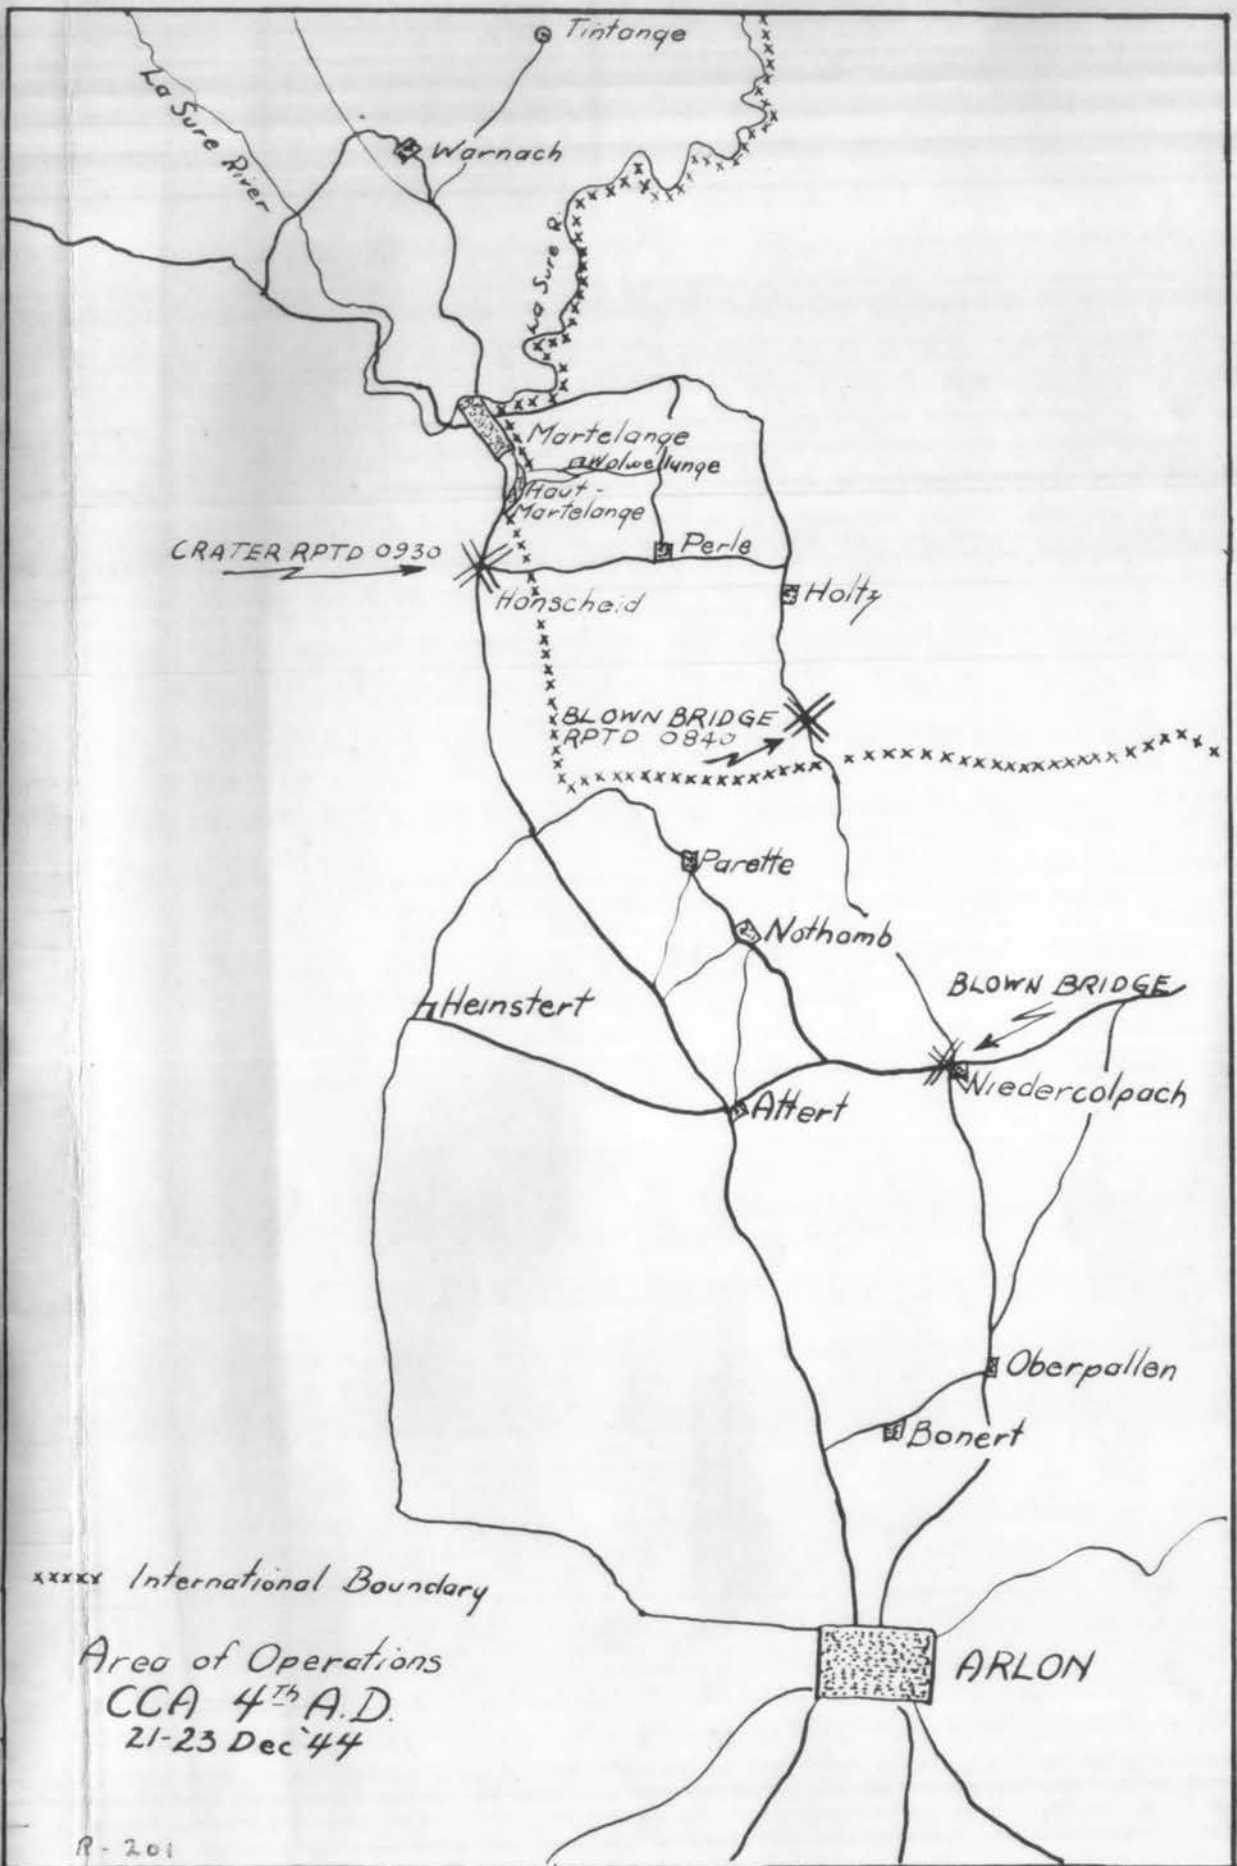 Tintange
La Sure River
Warnach
La Sure R.
Martelange
Wolwellange
Haut-
Martelange
CRATER RPTD 0930
Perle
Honscheid
Holtz
BLOWN BRIDGE
RPTD 0840
Parette
Nothomb
BLOWN BRIDGE
Heinstert
Niedercolpach
Attert
Oberpallen
Bonert
xxxxx International Boundary
ARLON
Area of Operations
CCA 4Th A.D.
21-23 Dec '44
R-201